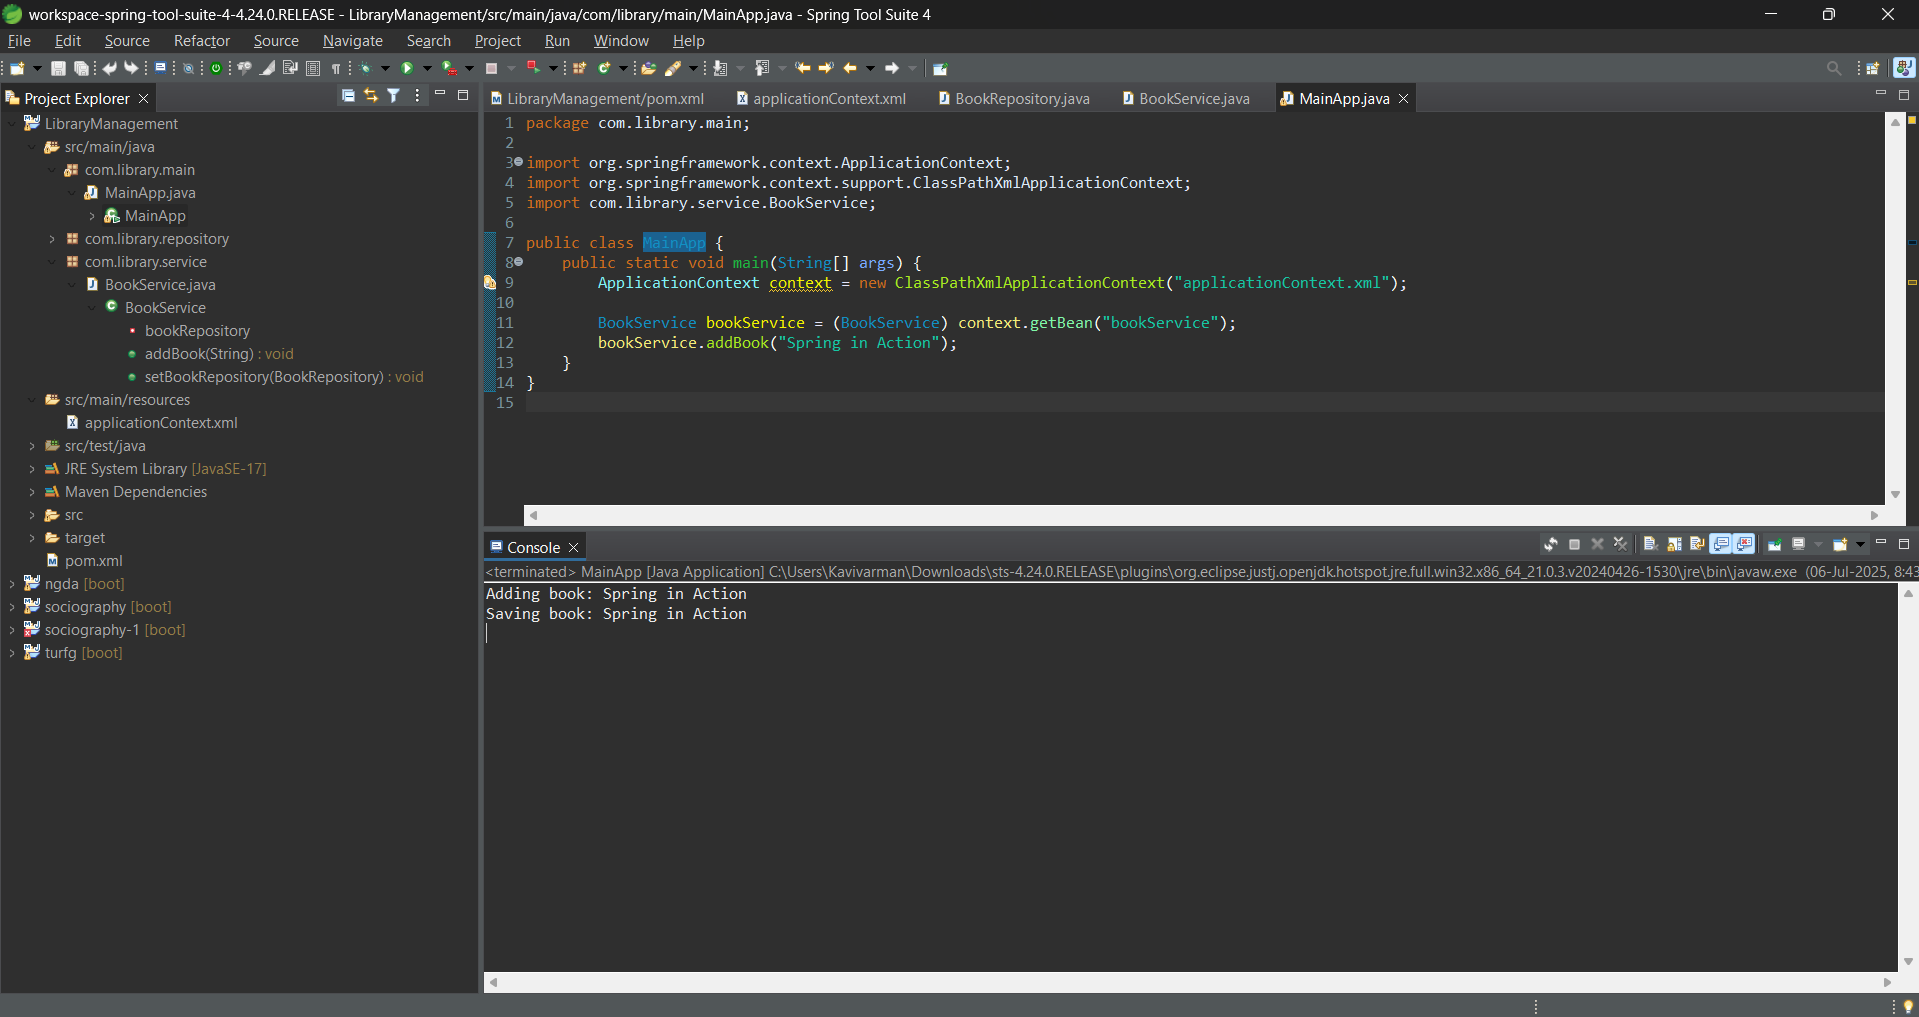 workspace-spring-tool-suite-4-4.24.0.RELEASE - LibraryManagement/src/main/java/com/library/main/MainApp.java - Spring Tool Suite 4
File Edit Source Refactor Source Navigate Search Project Run Window Help
Project Explorer
LibraryManagement
src/main/java
com.library.main
MainApp.java
MainApp
com.library.repository
com.library.service
BookService.java
BookService
bookRepository
addBook(String) : void
setBookRepository(BookRepository) : void
src/main/resources
applicationContext.xml
src/test/java
JRE System Library [JavaSE-17]
Maven Dependencies
src
target
pom.xml
ngda [boot]
sociography [boot]
sociography-1 [boot]
turfg [boot]
LibraryManagement/pom.xml applicationContext.xml BookRepository.java BookService.java MainApp.java
1 package com.library.main;
2
3 import org.springframework.context.ApplicationContext;
4 import org.springframework.context.support.ClassPathXmlApplicationContext;
5 import com.library.service.BookService;
6
7 public class MainApp {
8 public static void main(String[] args) {
9 ApplicationContext context = new ClassPathXmlApplicationContext("applicationContext.xml");
10
11 BookService bookService = (BookService) context.getBean("bookService");
12 bookService.addBook("Spring in Action");
13 }
14 }
15
Console
<terminated> MainApp [Java Application] C:\Users\Kavivarman\Downloads\sts-4.24.0.RELEASE\plugins\org.eclipse.justj.openjdk.hotspot.jre.full.win32.x86_64_21.0.3.v20240426-1530\jre\bin\javaw.exe (06-Jul-2025, 8:43
Adding book: Spring in Action
Saving book: Spring in Action